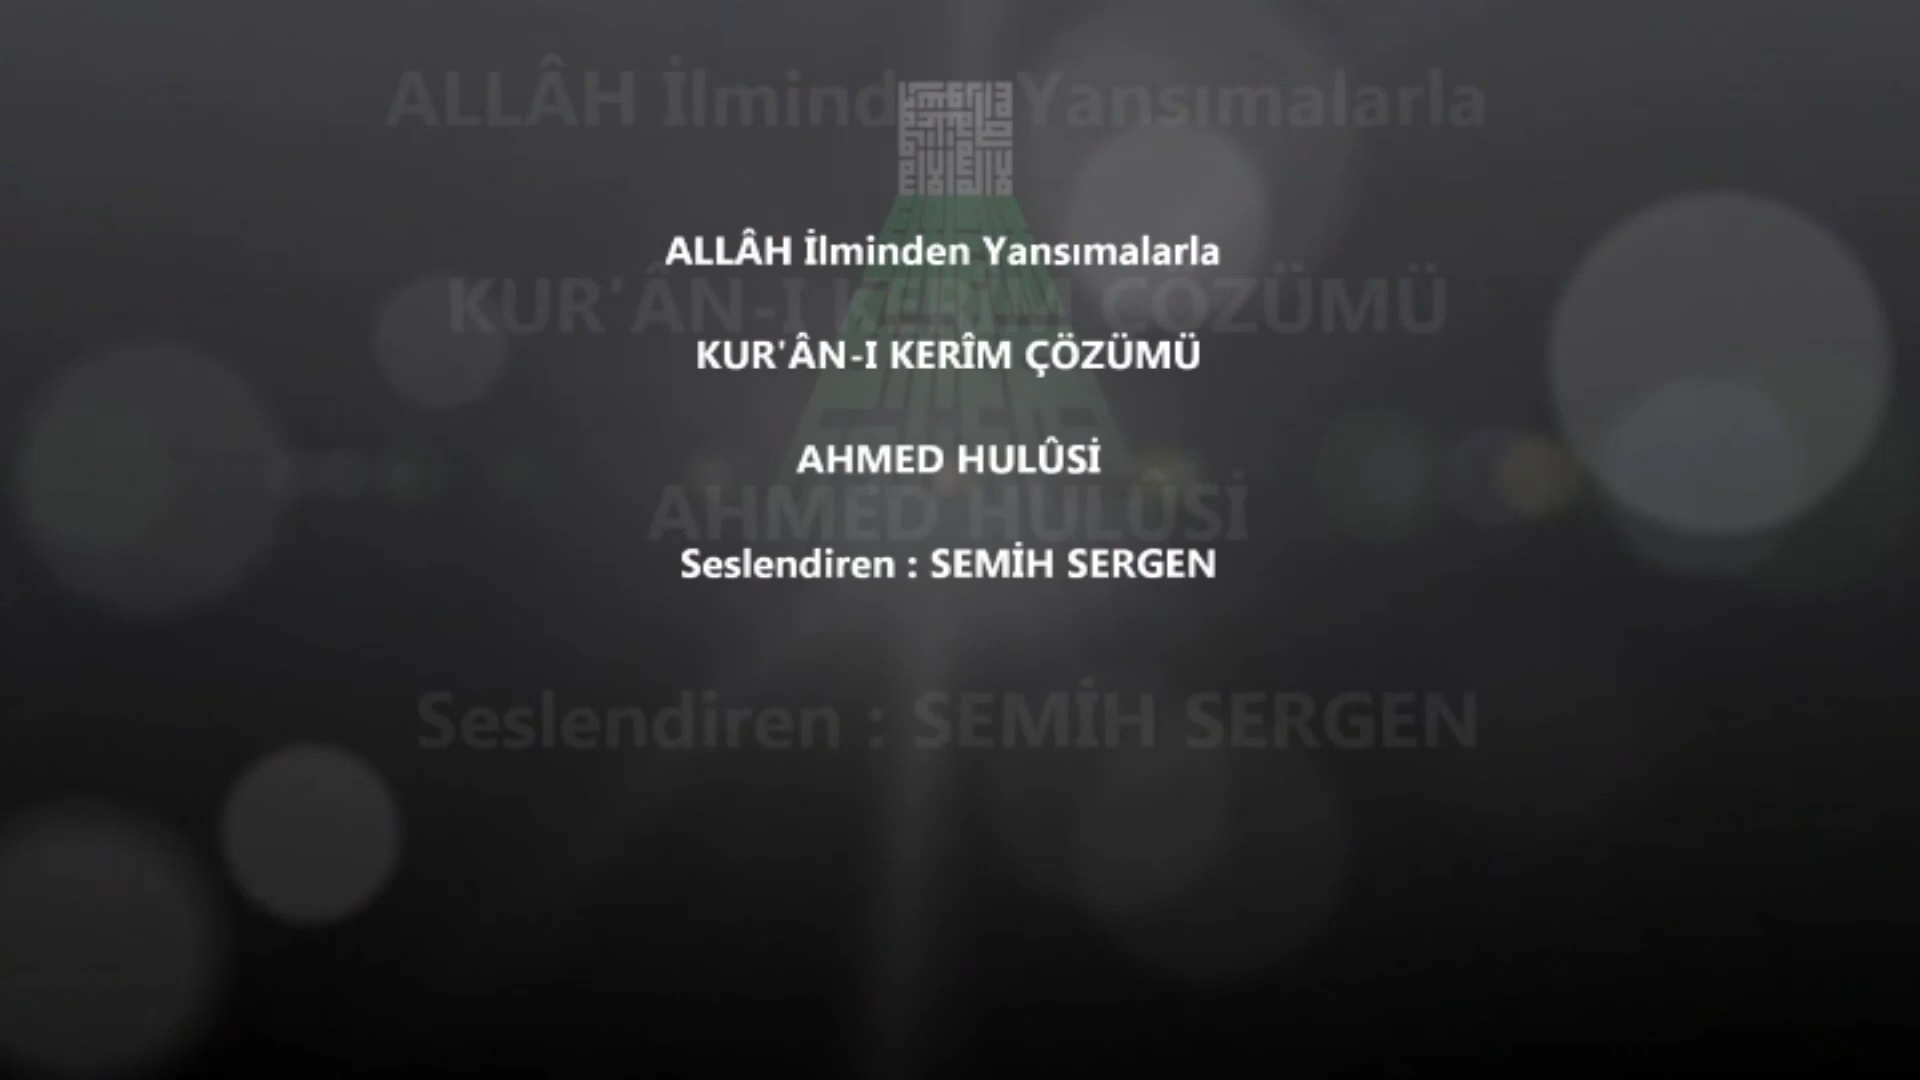 ALLÂH İlminden Yansımalarla
KUR'ÂN-I KERÎM ÇÖZÜMÜ
AHMED HULÛSİ
Seslendiren : SEMİH SERGEN